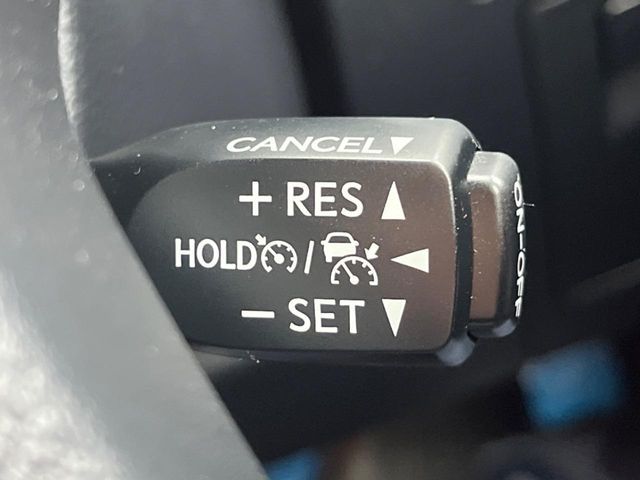 CANCEL ▼
+ RES ▲
HOLD / ◀
− SET ▼
ON-OFF